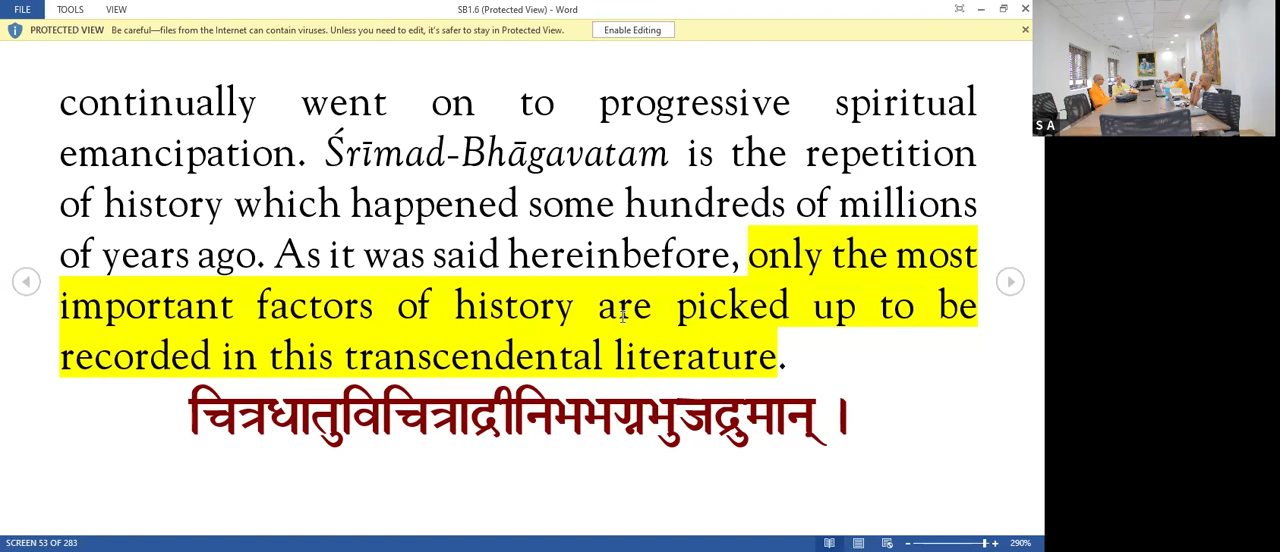 FILE TOOLS VIEW SB1.6 (Protected View) - Word
PROTECTED VIEW Be careful—files from the Internet can contain viruses. Unless you need to edit, it's safer to stay in Protected View. Enable Editing
continually went on to progressive spiritual
emancipation. Śrīmad-Bhāgavatam is the repetition
of history which happened some hundreds of millions
of years ago. As it was said hereinbefore, only the most
important factors of history are picked up to be
recorded in this transcendental literature.
चित्रधातुविचित्राद्रीनिभभग्नभुजद्रुमान् ।
S A
SCREEN 53 OF 283 290%